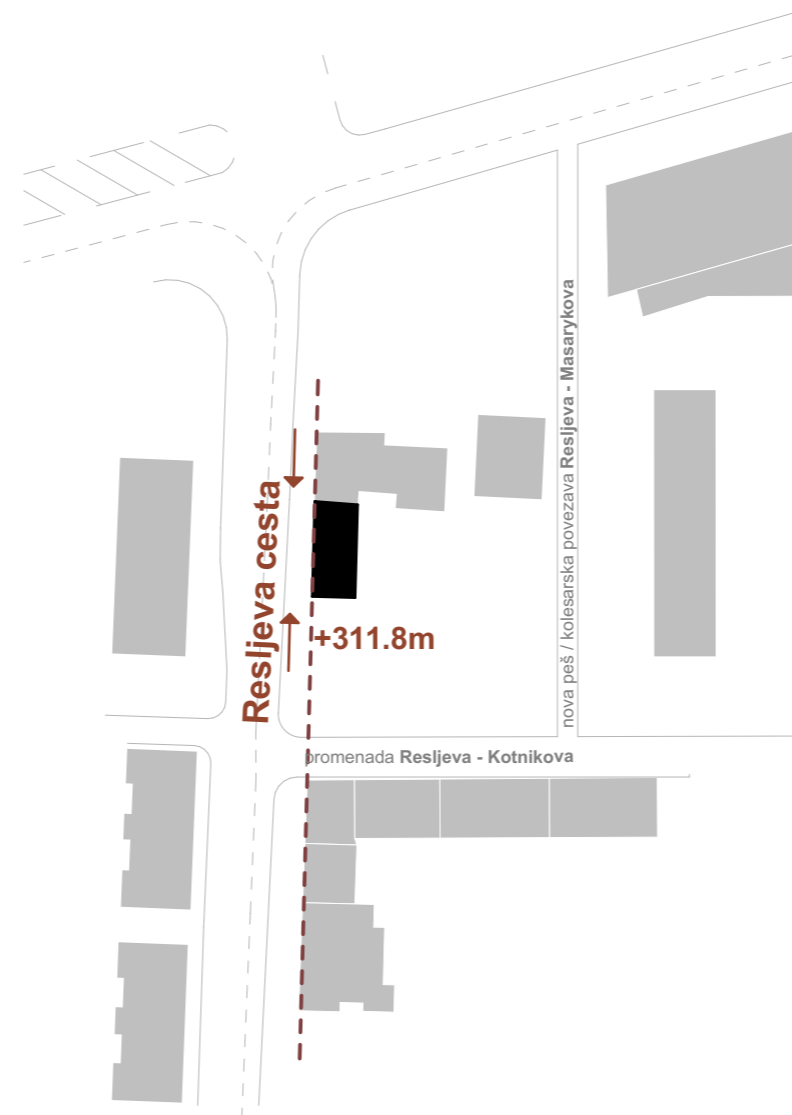 nova peš / kolesarska povezava Resljeva - Masarykova
Resljeva cesta
+311.8m
promenada Resljeva - Kotnikova